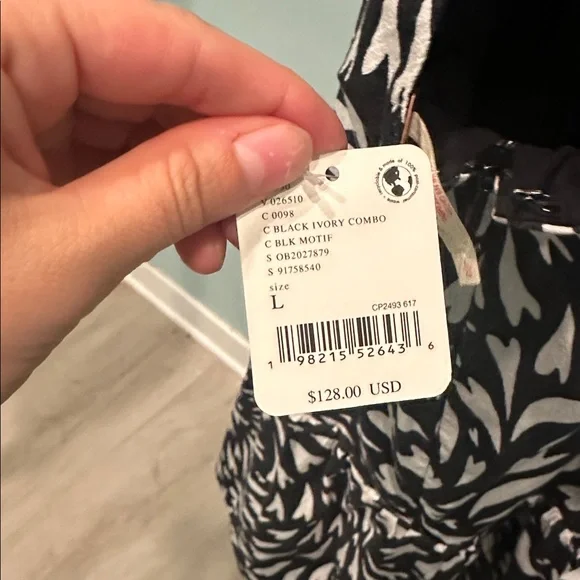 V 026510
C 0098
C BLACK IVORY COMBO
C BLK MOTIF
S OB2027879
S 91758540
size
L
CP2493 617
1 98215 52643 6
$128.00 USD